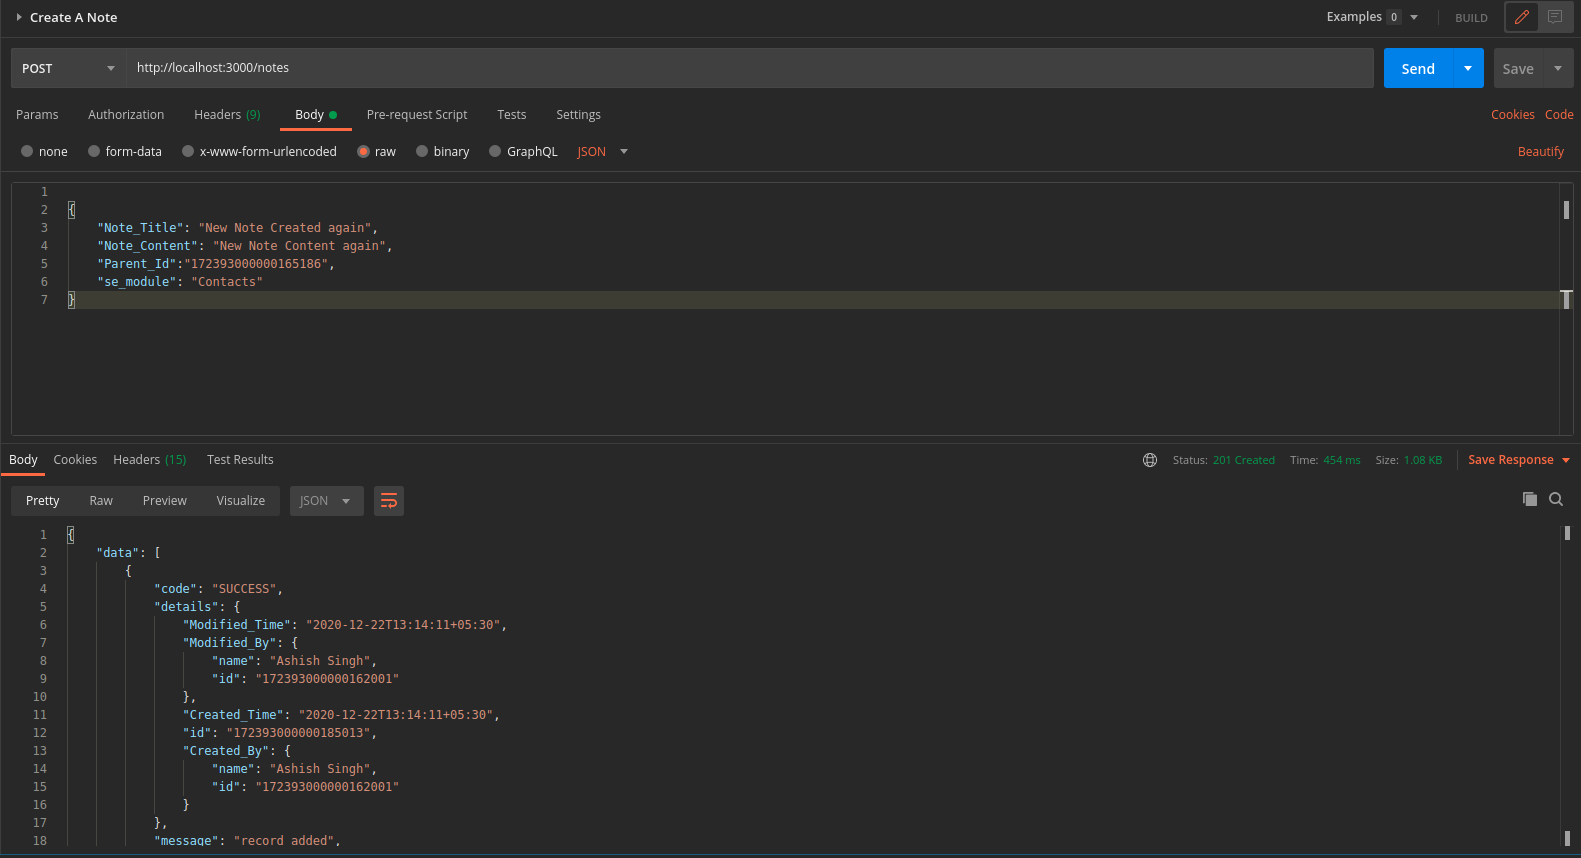 Create A Note Examples 0 BUILD
POST http://localhost:3000/notes Send Save
Params Authorization Headers (9) Body Pre-request Script Tests Settings Cookies Code
none form-data x-www-form-urlencoded raw binary GraphQL JSON Beautify
1
2 {
3 "Note_Title": "New Note Created again",
4 "Note_Content": "New Note Content again",
5 "Parent_Id":"172393000000165186",
6 "se_module": "Contacts"
7 }
Body Cookies Headers (15) Test Results Status: 201 Created Time: 454 ms Size: 1.08 KB Save Response
Pretty Raw Preview Visualize JSON
1 {
2 "data": [
3 {
4 "code": "SUCCESS",
5 "details": {
6 "Modified_Time": "2020-12-22T13:14:11+05:30",
7 "Modified_By": {
8 "name": "Ashish Singh",
9 "id": "172393000000162001"
10 },
11 "Created_Time": "2020-12-22T13:14:11+05:30",
12 "id": "172393000000185013",
13 "Created_By": {
14 "name": "Ashish Singh",
15 "id": "172393000000162001"
16 }
17 },
18 "message": "record added",